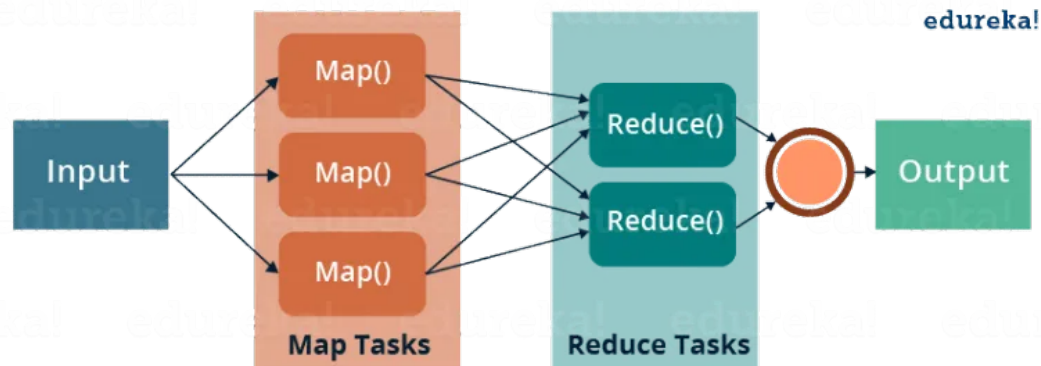 edureka!
Input
Map()
Map()
Map()
Map Tasks
Reduce()
Reduce()
Reduce Tasks
Output